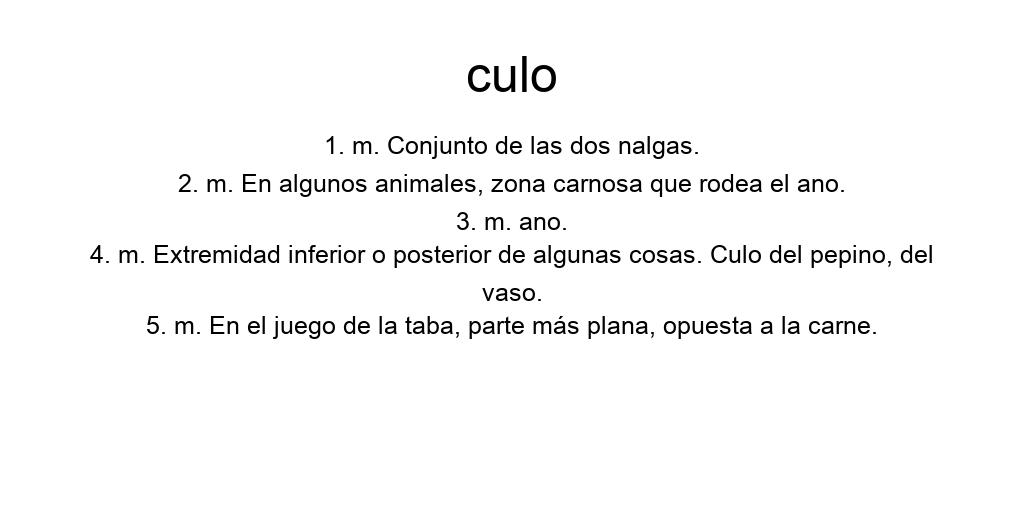 culo
1. m. Conjunto de las dos nalgas.
2. m. En algunos animales, zona carnosa que rodea el ano.
3. m. ano.
4. m. Extremidad inferior o posterior de algunas cosas. Culo del pepino, del
vaso.
5. m. En el juego de la taba, parte más plana, opuesta a la carne.